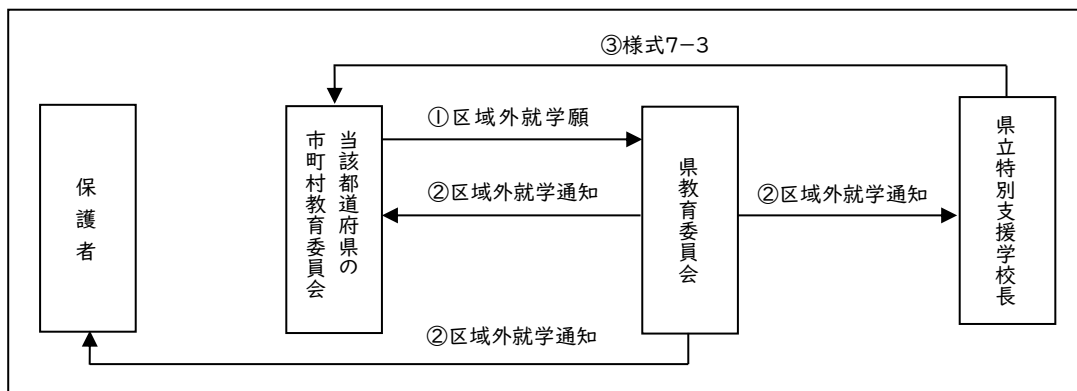 ③様式7-3
①区域外就学願
②区域外就学通知
②区域外就学通知
②区域外就学通知
保護者
当該都道府県の
市町村教育委員会
県教育委員会
県立特別支援学校長